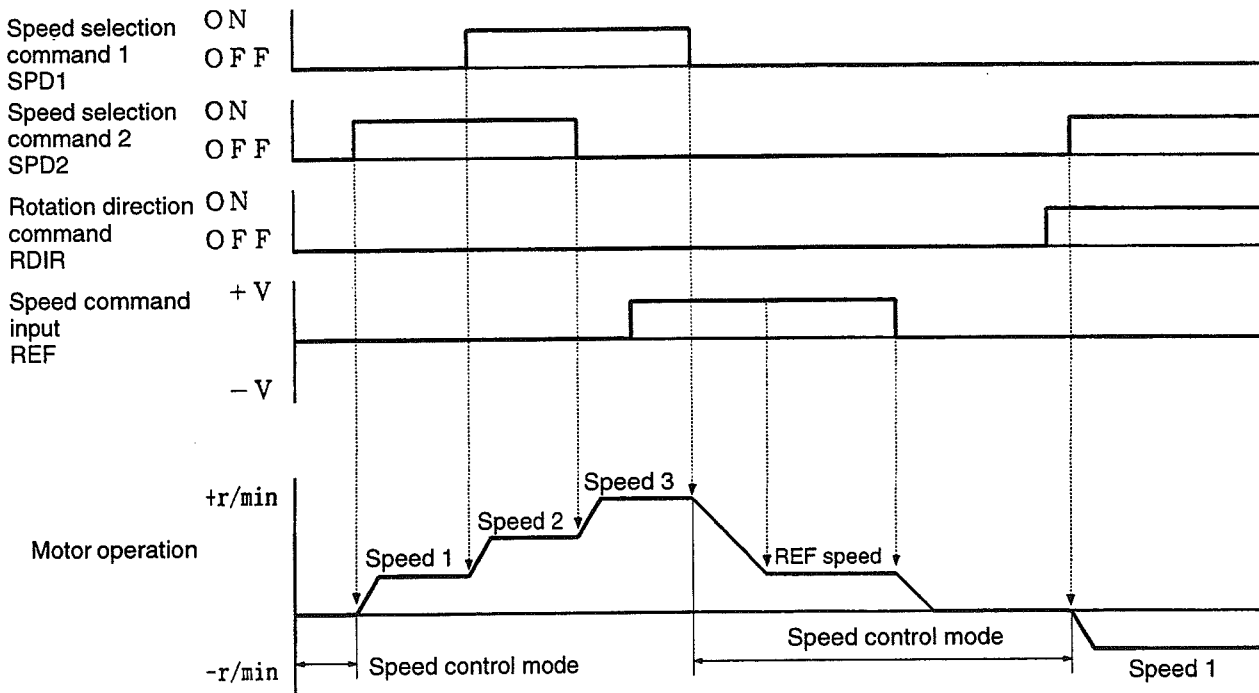 Speed selection
command 1
SPD1
ON
OFF
Speed selection
command 2
SPD2
ON
OFF
Rotation direction
command
RDIR
ON
OFF
Speed command
input
REF
+V
−V
Motor operation
+r/min
-r/min
Speed 1
Speed 2
Speed 3
REF speed
Speed control mode
Speed control mode
Speed 1